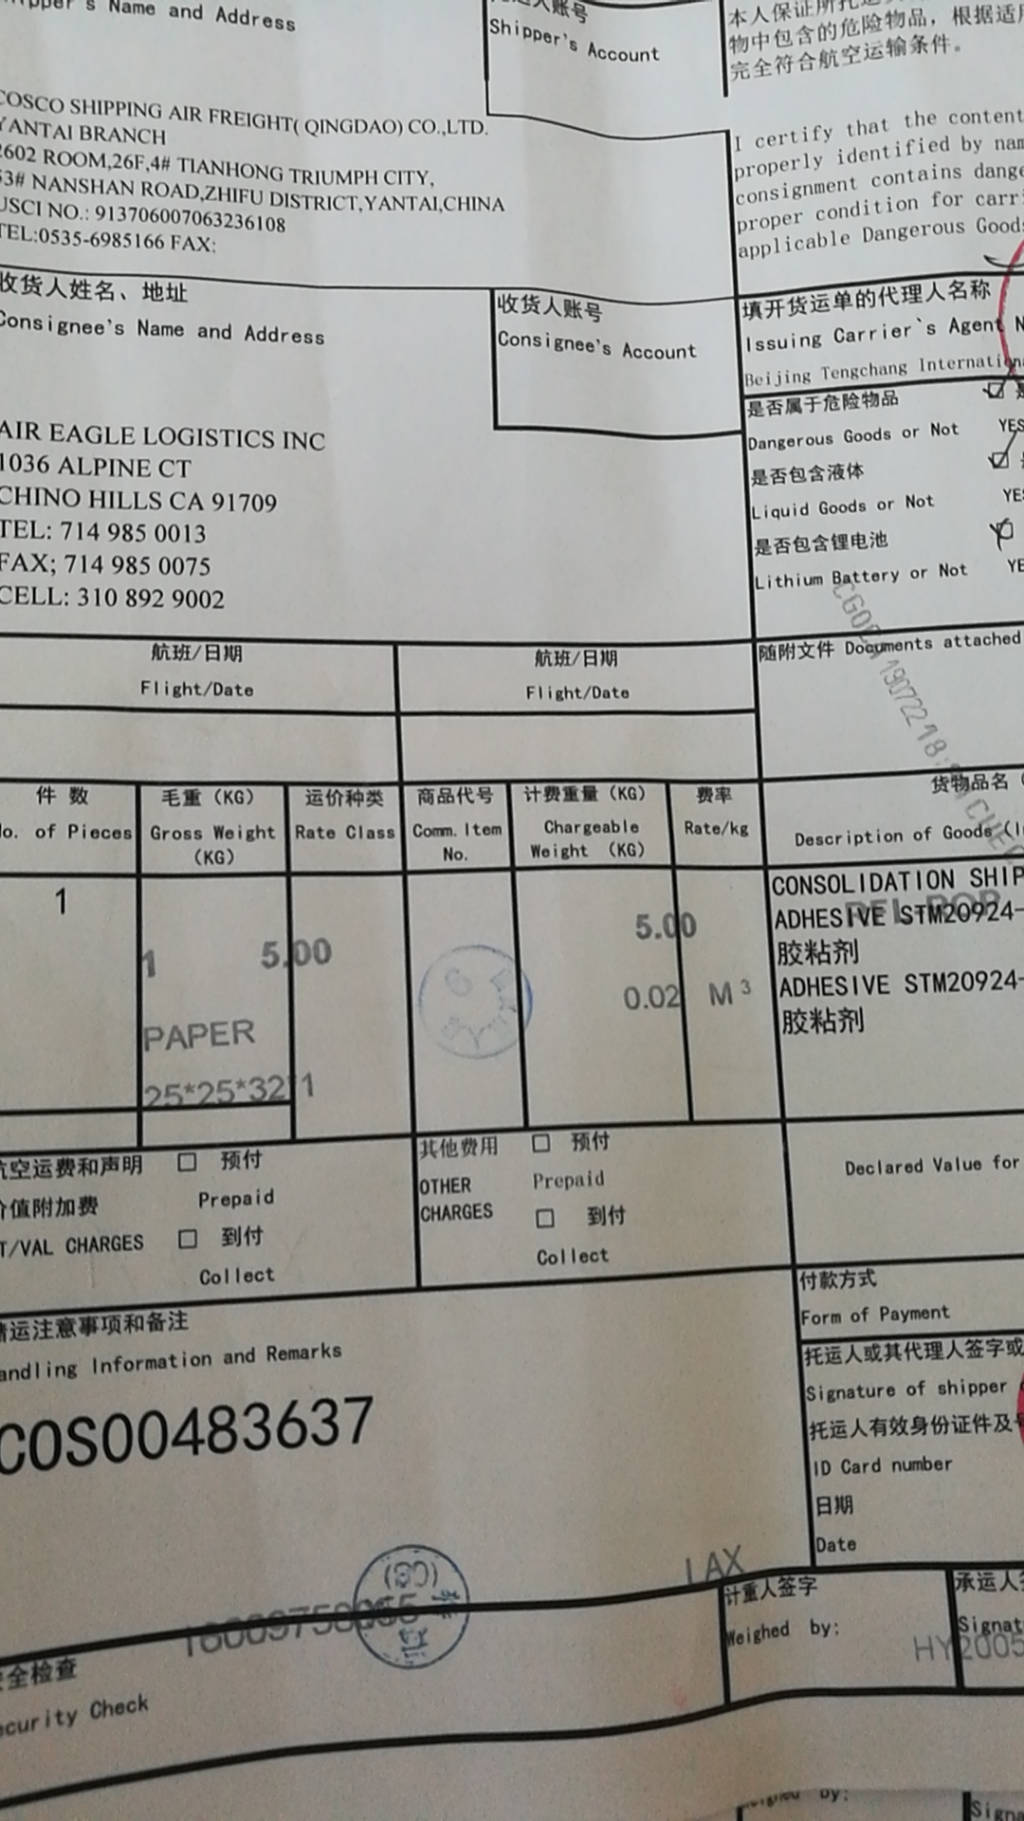 Name and Address
Shipper's Account
物中包含的危险物品，根据适
完全符合航空运输条件。
COSCO SHIPPING AIR FREIGHT( QINGDAO) CO.,LTD.
YANTAI BRANCH
2602 ROOM,26F,4# TIANHONG TRIUMPH CITY,
53# NANSHAN ROAD,ZHIFU DISTRICT,YANTAI,CHINA
USCI NO.: 913706007063236108
TEL:0535-6985166 FAX:
I certify that the content
properly identified by nam
consignment contains dange
proper condition for carri
applicable Dangerous Goods
收货人姓名、地址
Consignee's Name and Address
收货人账号
Consignee's Account
填开货运单的代理人名称
Issuing Carrier`s Agent N
Beijing Tengchang Internation
AIR EAGLE LOGISTICS INC
1036 ALPINE CT
CHINO HILLS CA 91709
TEL: 714 985 0013
FAX; 714 985 0075
CELL: 310 892 9002
是否属于危险物品
Dangerous Goods or Not YES
是否包含液体
Liquid Goods or Not YES
是否包含锂电池
Lithium Battery or Not YE
航班/日期
Flight/Date
航班/日期
Flight/Date
随附文件 Documents attached
件 数
No. of Pieces
毛重 (KG)
Gross Weight
(KG)
运价种类
Rate Class
商品代号
Comm. Item
No.
计费重量 (KG)
Chargeable
Weight (KG)
费率
Rate/kg
货物品名
Description of Goods
1
1 5.00
5.00
0.02 M³
PAPER
25*25*32*1
CONSOLIDATION SHIP
ADHESIVE STM20924-
胶粘剂
ADHESIVE STM20924-
胶粘剂
航空运费和声明
价值附加费
T/VAL CHARGES
□ 预付
Prepaid
□ 到付
Collect
其他费用
OTHER
CHARGES
□ 预付
Prepaid
□ 到付
Collect
Declared Value for
储运注意事项和备注
andling Information and Remarks
COS00483637
付款方式
Form of Payment
托运人或其代理人签字或
Signature of shipper
托运人有效身份证件及号
ID Card number
日期
Date
LAX
安全检查
ecurity Check
计重人签字
Weighed by:
承运人签
Signat
HY2005
by:
Signa